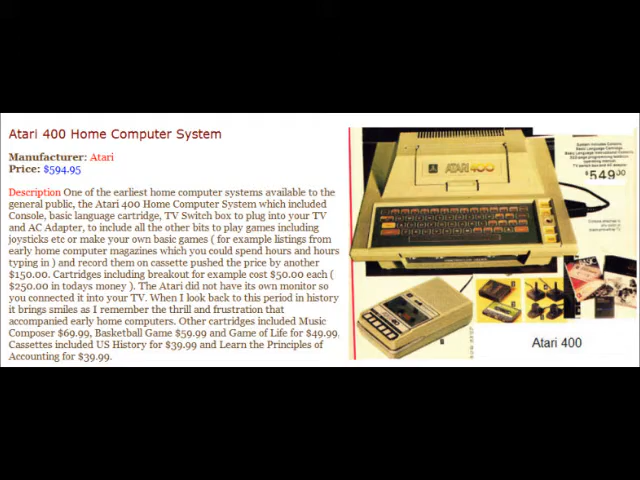 Atari 400 Home Computer System
Manufacturer: Atari
Price: $594.95
Description One of the earliest home computer systems available to the
general public, the Atari 400 Home Computer System which included
Console, basic language cartridge, TV Switch box to plug into your TV
and AC Adapter, to include all the other bits to play games including
joysticks etc or make your own basic games ( for example listings from
early home computer magazines which you could spend hours and hours
typing in ) and record them on cassette pushed the price by another
$150.00. Cartridges including breakout for example cost $50.00 each (
$250.00 in todays money ). The Atari did not have its own monitor so
you connected it into your TV. When I look back to this period in history
it brings smiles as I remember the thrill and frustration that
accompanied early home computers. Other cartridges included Music
Composer $69.99, Basketball Game $59.99 and Game of Life for $49.99,
Cassettes included US History for $39.99 and Learn the Principles of
Accounting for $39.99.
ATARI 400
$549
Atari 400